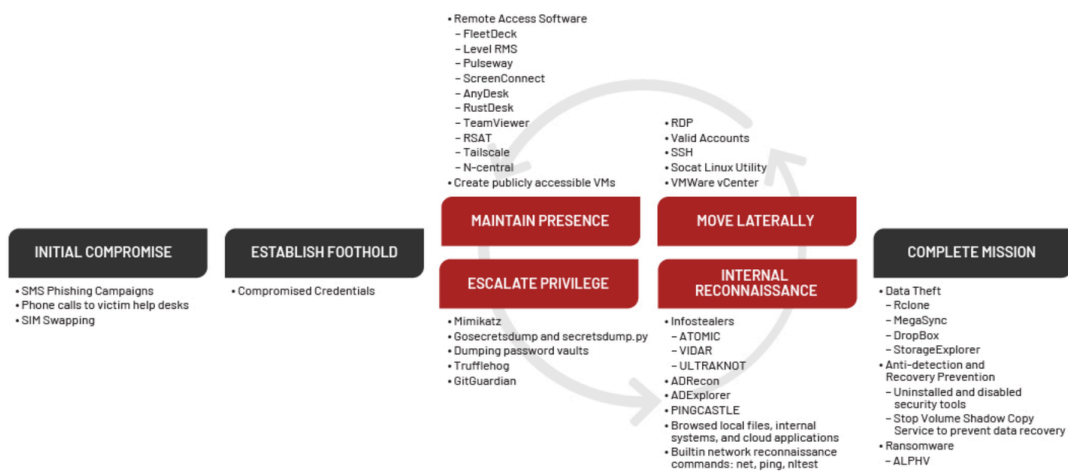 • Remote Access Software
– FleetDeck
– Level RMS
– Pulseway
– ScreenConnect
– AnyDesk
– RustDesk
– TeamViewer
– RSAT
– Tailscale
– N-central
• Create publicly accessible VMs
• RDP
• Valid Accounts
• SSH
• Socat Linux Utility
• VMWare vCenter
MAINTAIN PRESENCE
MOVE LATERALLY
INITIAL COMPROMISE
• SMS Phishing Campaigns
• Phone calls to victim help desks
• SIM Swapping
ESTABLISH FOOTHOLD
• Compromised Credentials
ESCALATE PRIVILEGE
• Mimikatz
• Gosecretsdump and secretsdump.py
• Dumping password vaults
• Trufflehog
• GitGuardian
INTERNAL
RECONNAISSANCE
• Infostealers
– ATOMIC
– VIDAR
– ULTRAKNOT
• ADRecon
• ADExplorer
• PINGCASTLE
• Browsed local files, internal
systems, and cloud applications
• Builtin network reconnaissance
commands: net, ping, nltest
COMPLETE MISSION
• Data Theft
– Rclone
– MegaSync
– DropBox
– StorageExplorer
• Anti-detection and
Recovery Prevention
– Uninstalled and disabled
security tools
– Stop Volume Shadow Copy
Service to prevent data recovery
• Ransomware
– ALPHV